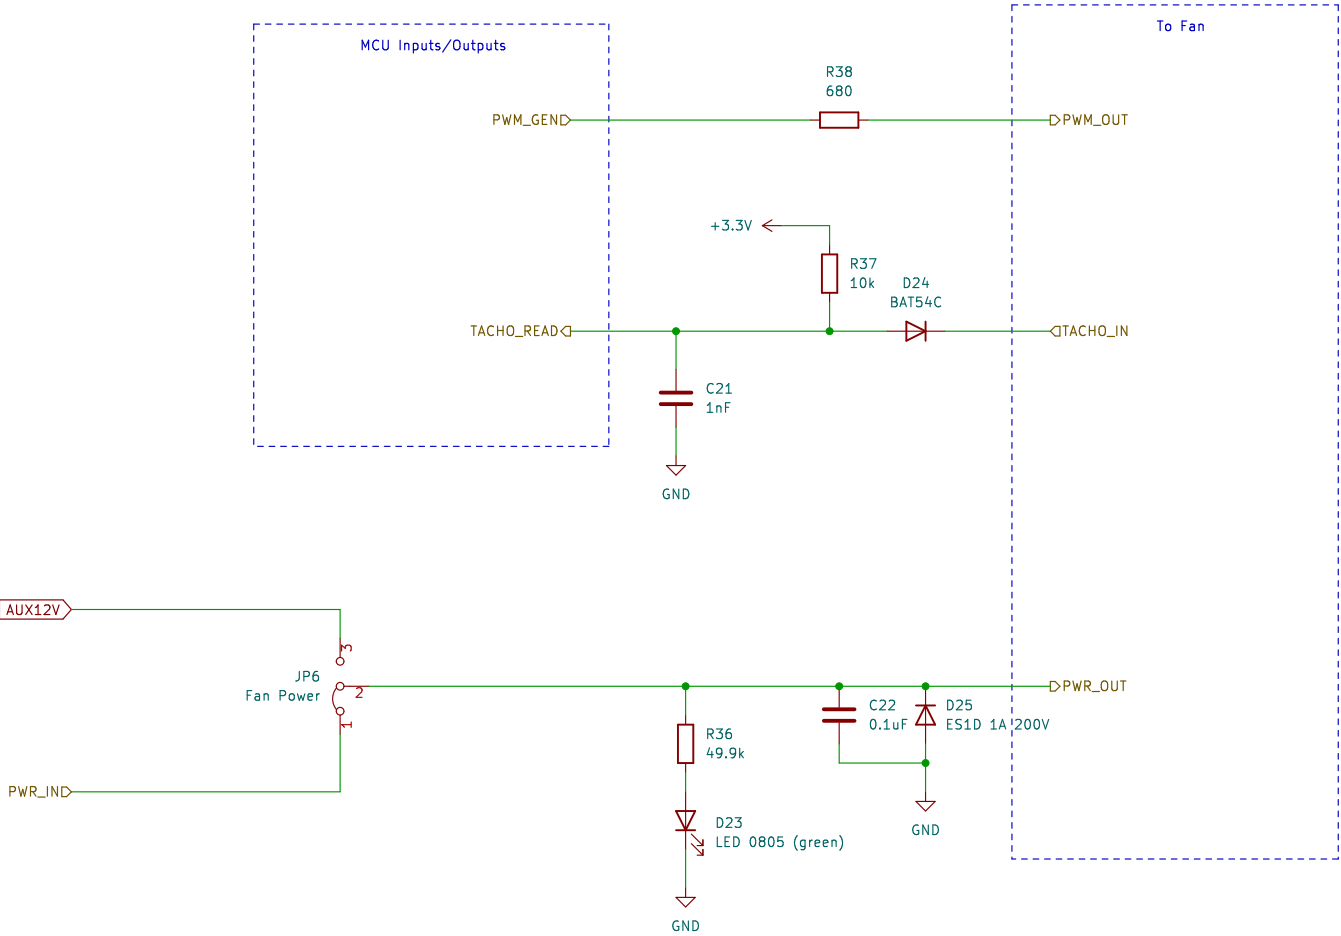 To Fan
MCU Inputs/Outputs
R38
680
PWM_GEN
PWM_OUT
+3.3V
R37
10k
D24
BAT54C
TACHO_READ
TACHO_IN
C21
1nF
GND
AUX12V
3
JP6
Fan Power
2
1
PWR_OUT
C22
0.1uF
D25
ES1D 1A 200V
R36
49.9k
PWR_IN
D23
LED 0805 (green)
GND
GND